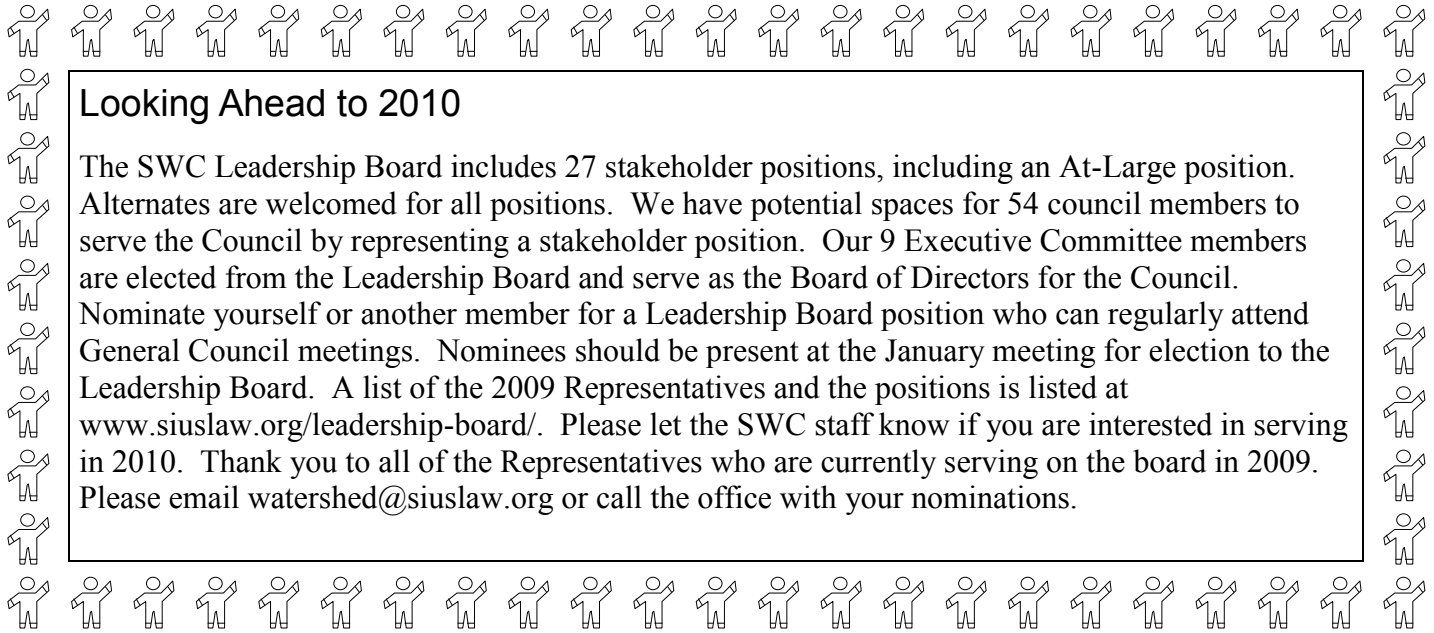 Looking Ahead to 2010
The SWC Leadership Board includes 27 stakeholder positions, including an At-Large position.
Alternates are welcomed for all positions.  We have potential spaces for 54 council members to
serve the Council by representing a stakeholder position.  Our 9 Executive Committee members
are elected from the Leadership Board and serve as the Board of Directors for the Council.
Nominate yourself or another member for a Leadership Board position who can regularly attend
General Council meetings.  Nominees should be present at the January meeting for election to the
Leadership Board.  A list of the 2009 Representatives and the positions is listed at
www.siuslaw.org/leadership-board/.  Please let the SWC staff know if you are interested in serving
in 2010.  Thank you to all of the Representatives who are currently serving on the board in 2009.
Please email watershed@siuslaw.org or call the office with your nominations.